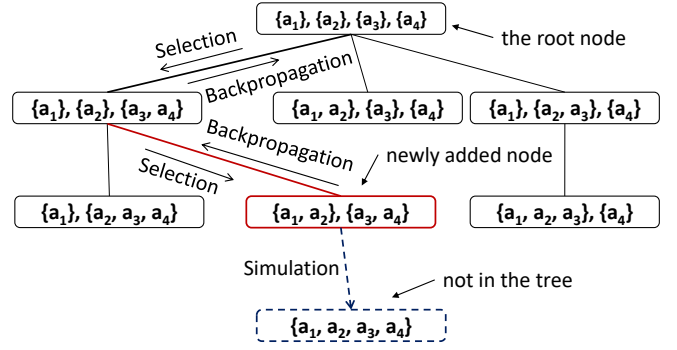 {a₁}, {a₂}, {a₃}, {a₄}
the root node
Selection
Backpropagation
{a₁}, {a₂}, {a₃, a₄}
{a₁, a₂}, {a₃}, {a₄}
{a₁}, {a₂, a₃}, {a₄}
Backpropagation
Selection
newly added node
{a₁}, {a₂, a₃, a₄}
{a₁, a₂}, {a₃, a₄}
{a₁, a₂, a₃}, {a₄}
Simulation
not in the tree
{a₁, a₂, a₃, a₄}